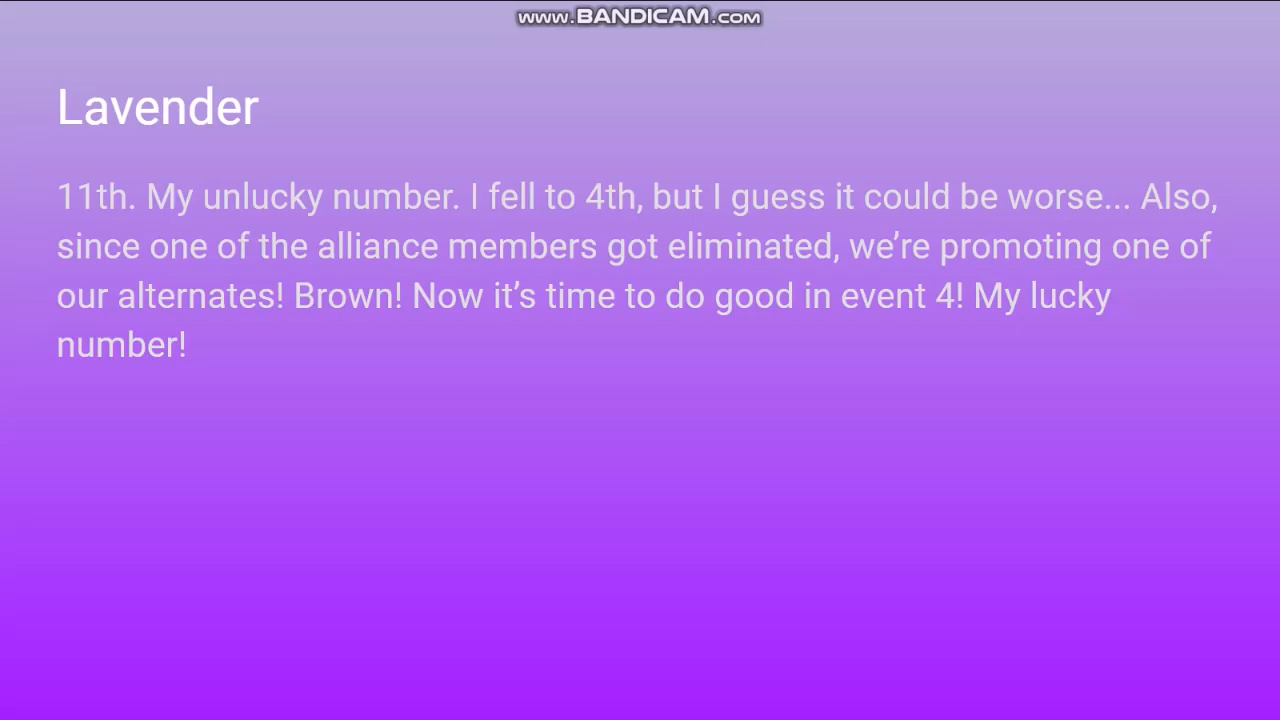 www.BANDICAM.com
Lavender
11th. My unlucky number. I fell to 4th, but I guess it could be worse... Also,
since one of the alliance members got eliminated, we’re promoting one of
our alternates! Brown! Now it’s time to do good in event 4! My lucky
number!